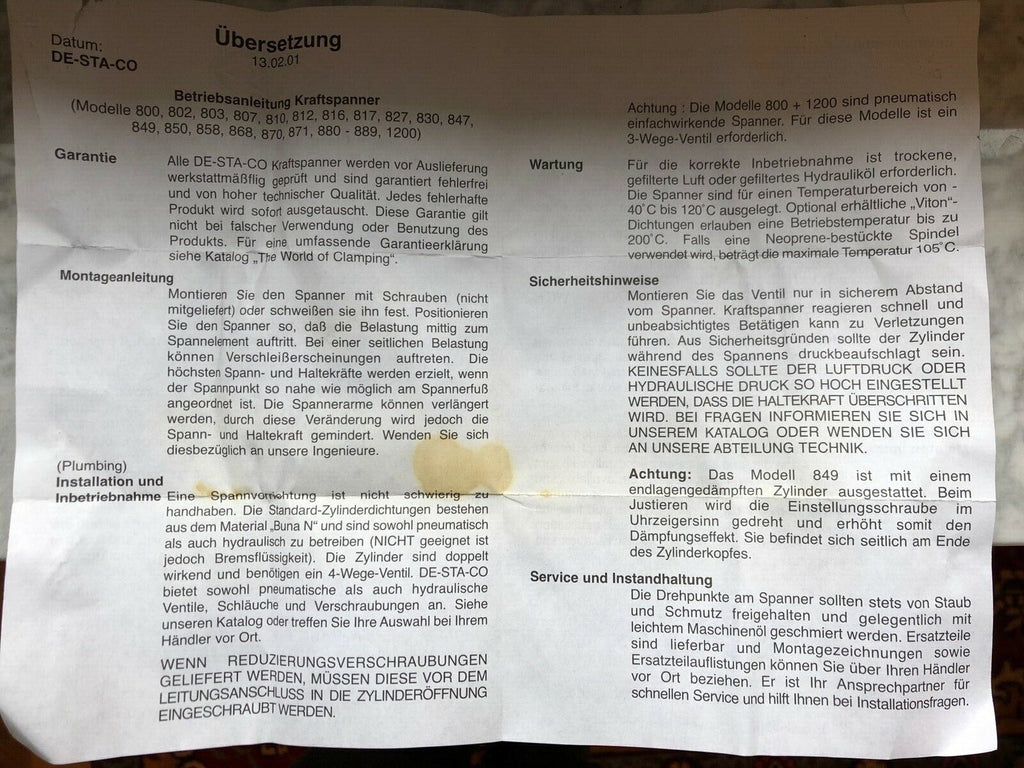 Datum:
DE-STA-CO
Übersetzung
13.02.01
Betriebsanleitung Kraftspanner
(Modelle 800, 802, 803, 807, 810, 812, 816, 817, 827, 830, 847,
849, 850, 858, 868, 870, 871, 880 - 889, 1200)
Garantie
Alle DE-STA-CO Kraftspanner werden vor Auslieferung
werkstattmäßflig geprüft und sind garantiert fehlerfrei
und von hoher technischer Qualität. Jedes fehlerhafte
Produkt wird sofort ausgetauscht. Diese Garantie gilt
nicht bei falscher Verwendung oder Benutzung des
Produkts. Für eine umfassende Garantieerklärung
siehe Katalog „The World of Clamping“.
Montageanleitung
Montieren Sie den Spanner mit Schrauben (nicht
mitgeliefert) oder schweißen sie ihn fest. Positionieren
Sie den Spanner so, daß die Belastung mittig zum
Spannelement auftritt. Bei einer seitlichen Belastung
können Verschleißerscheinungen auftreten. Die
höchsten Spann- und Haltekräfte werden erzielt, wenn
der Spannpunkt so nahe wie möglich am Spannerfuß
angeordnet ist. Die Spannerarme können verlängert
werden, durch diese Veränderung wird jedoch die
Spann- und Haltekraft gemindert. Wenden Sie sich
diesbezüglich an unsere Ingenieure.
(Plumbing)
Installation und
Inbetriebnahme
Eine Spannvorrichtung ist nicht schwierig zu
handhaben. Die Standard-Zylinderdichtungen bestehen
aus dem Material „Buna N“ und sind sowohl pneumatisch
als auch hydraulisch zu betreiben (NICHT geeignet ist
jedoch Bremsflüssigkeit). Die Zylinder sind doppelt
wirkend und benötigen ein 4-Wege-Ventil. DE-STA-CO
bietet sowohl pneumatische als auch hydraulische
Ventile, Schläuche und Verschraubungen an. Siehe
unseren Katalog oder treffen Sie Ihre Auswahl bei Ihrem
Händler vor Ort.
WENN REDUZIERUNGSVERSCHRAUBUNGEN
GELIEFERT WERDEN, MÜSSEN DIESE VOR DEM
LEITUNGSANSCHLUSS IN DIE ZYLINDERÖFFNUNG
EINGESCHRAUBT WERDEN.
Achtung : Die Modelle 800 + 1200 sind pneumatisch
einfachwirkende Spanner. Für diese Modelle ist ein
3-Wege-Ventil erforderlich.
Wartung
Für die korrekte Inbetriebnahme ist trockene,
gefilterte Luft oder gefiltertes Hydrauliköl erforderlich.
Die Spanner sind für einen Temperaturbereich von -
40˚C bis 120˚C ausgelegt. Optional erhältliche „Viton“-
Dichtungen erlauben eine Betriebstemperatur bis zu
200˚C. Falls eine Neoprene-bestückte Spindel
verwendet wird, beträgt die maximale Temperatur 105˚C.
Sicherheitshinweise
Montieren Sie das Ventil nur in sicherem Abstand
vom Spanner. Kraftspanner reagieren schnell und
unbeabsichtigtes Betätigen kann zu Verletzungen
führen. Aus Sicherheitsgründen sollte der Zylinder
während des Spannens druckbeaufschlagt sein.
KEINESFALLS SOLLTE DER LUFTDRUCK ODER
HYDRAULISCHE DRUCK SO HOCH EINGESTELLT
WERDEN, DASS DIE HALTEKRAFT ÜBERSCHRITTEN
WIRD. BEI FRAGEN INFORMIEREN SIE SICH IN
UNSEREM KATALOG ODER WENDEN SIE SICH
AN UNSERE ABTEILUNG TECHNIK.
Achtung: Das Modell 849 ist mit einem
endlagengedämpften Zylinder ausgestattet. Beim
Justieren wird die Einstellungsschraube im
Uhrzeigersinn gedreht und erhöht somit den
Dämpfungseffekt. Sie befindet sich seitlich am Ende
des Zylinderkopfes.
Service und Instandhaltung
Die Drehpunkte am Spanner sollten stets von Staub
und Schmutz freigehalten und gelegentlich mit
leichtem Maschinenöl geschmiert werden. Ersatzteile
sind lieferbar und Montagezeichnungen sowie
Ersatzteilauflistungen können Sie über Ihren Händler
vor Ort beziehen. Er ist Ihr Ansprechpartner für
schnellen Service und hilft Ihnen bei Installationsfragen.